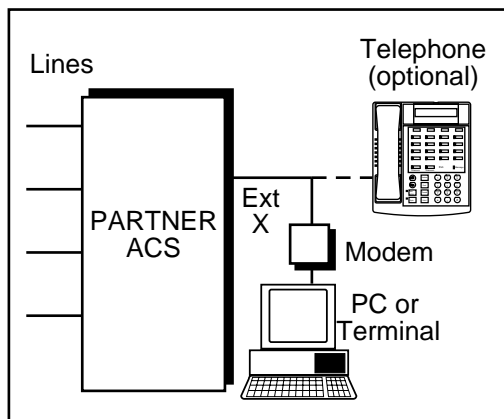 Lines
Telephone
(optional)
PARTNER
ACS
Ext
X
Modem
PC or
Terminal